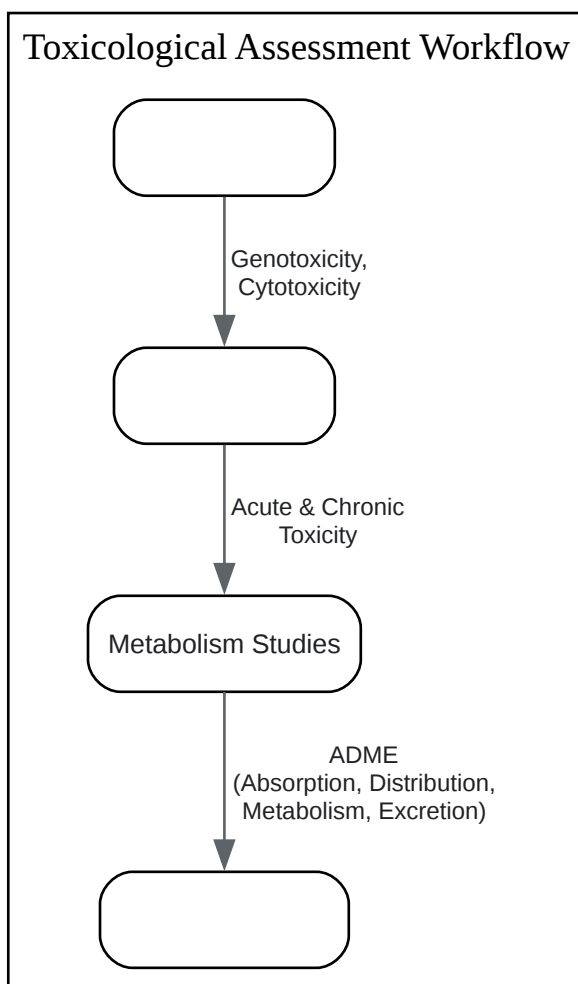 Toxicological Assessment Workflow
Genotoxicity,
Cytotoxicity
Acute & Chronic
Toxicity
Metabolism Studies
ADME
(Absorption, Distribution,
Metabolism, Excretion)